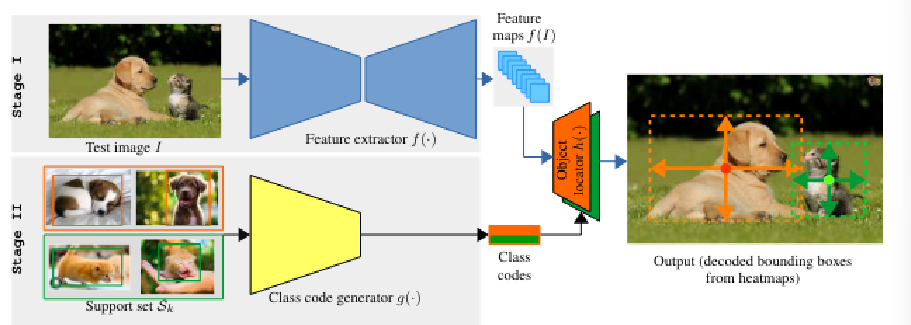 Stage I
Test image I
Feature extractor f(·)
Feature
maps f(I)
Object
locator h(·)
Stage II
Support set Sₖ
Class code generator g(·)
Class
codes
Output (decoded bounding boxes
from heatmaps)